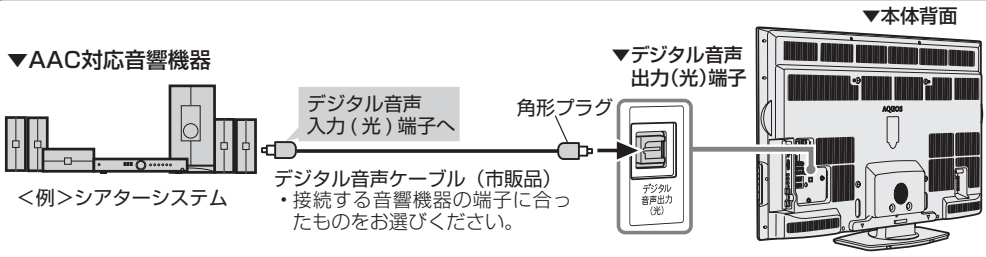 ▼本体背面
▼AAC対応音響機器
▼デジタル音声
出力(光)端子
デジタル音声
入力(光)端子へ
角形プラグ
AQUOS
デジタル音声ケーブル（市販品）
・接続する音響機器の端子に合っ
たものをお選びください。
＜例＞シアターシステム
デジタル
音声出力
(光)